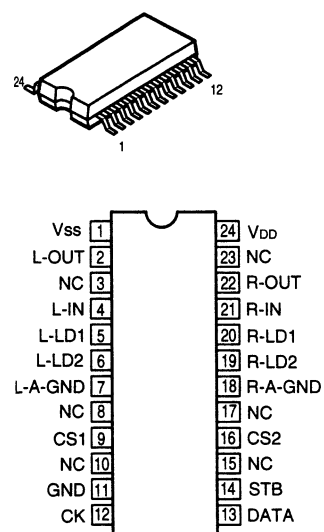 24
12
1
Vss 1 24 VDD
L-OUT 2 23 NC
NC 3 22 R-OUT
L-IN 4 21 R-IN
L-LD1 5 20 R-LD1
L-LD2 6 19 R-LD2
L-A-GND 7 18 R-A-GND
NC 8 17 NC
CS1 9 16 CS2
NC 10 15 NC
GND 11 14 STB
CK 12 13 DATA